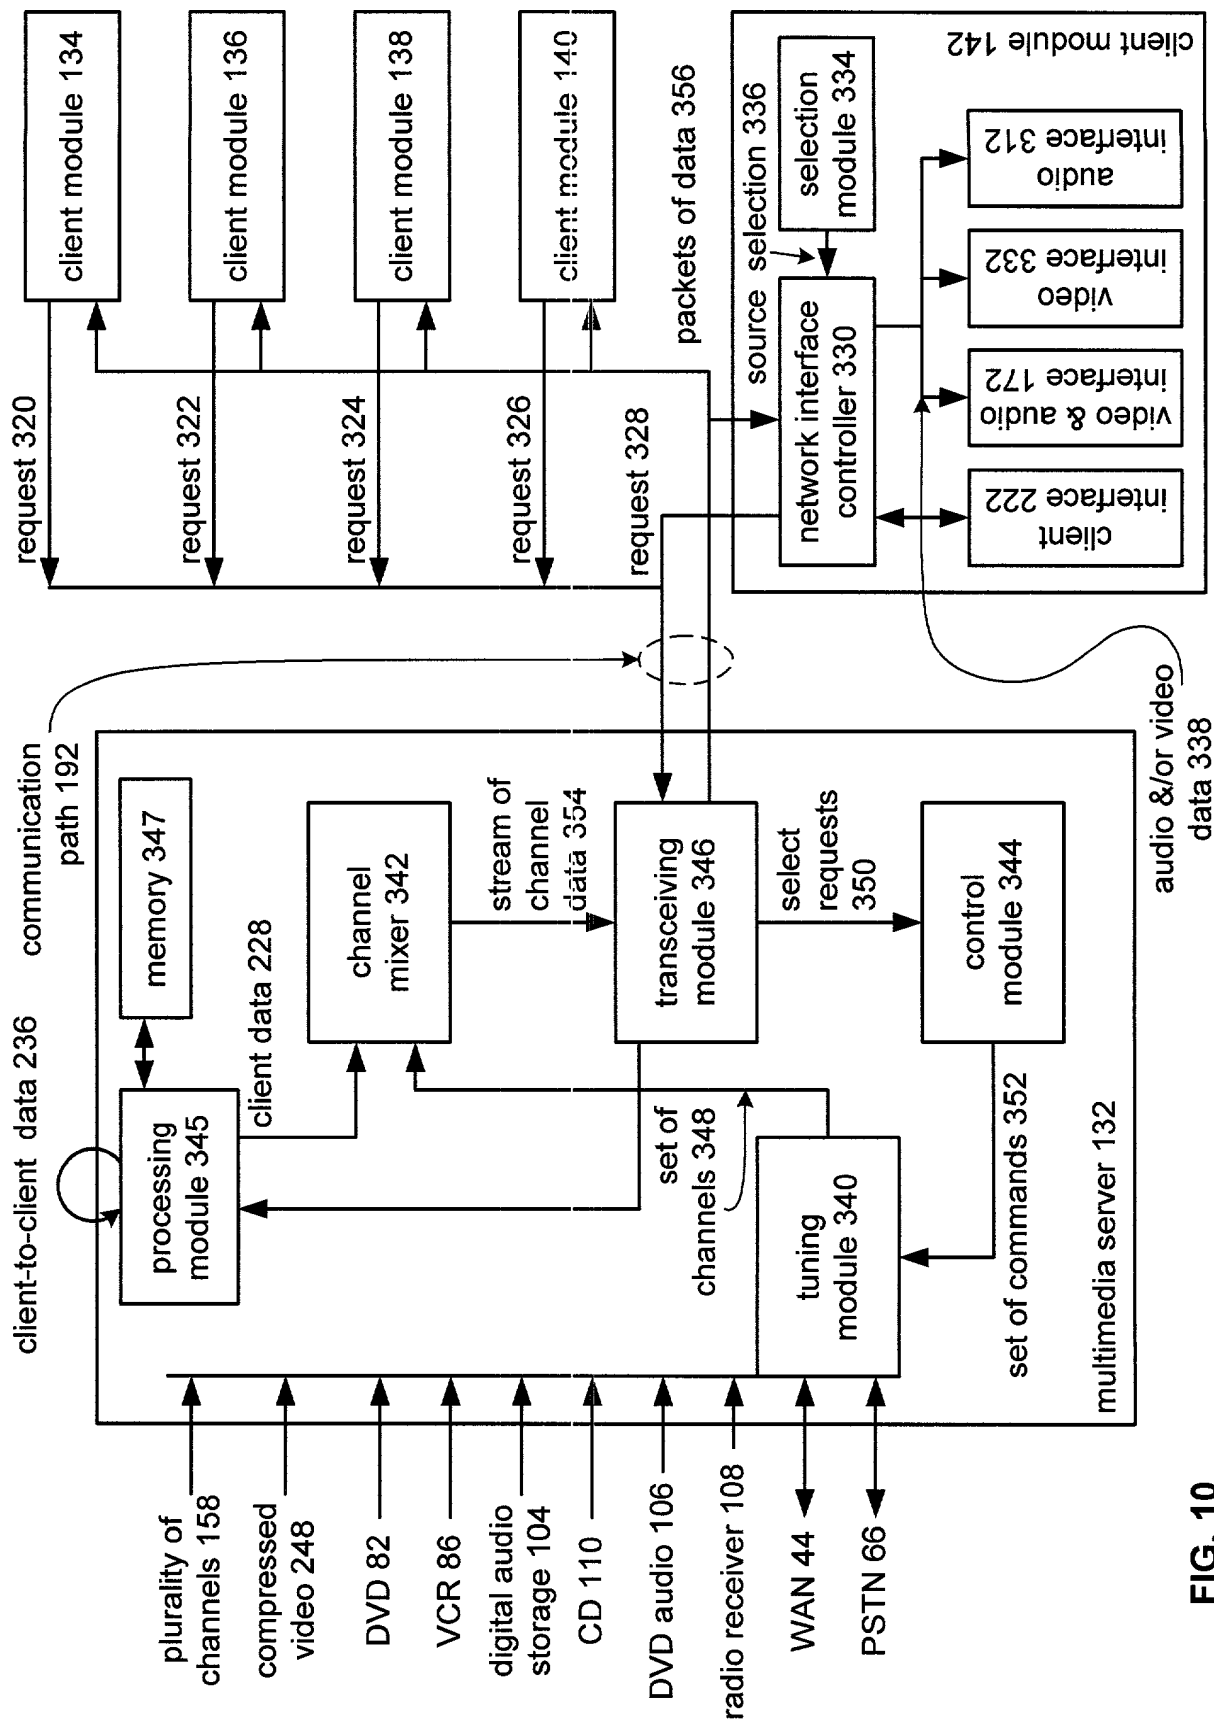 client-to-client data 236
communication
path 192
processing
module 345
memory 347
client data 228
channel
mixer 342
stream of
channel
data 354
transceiving
module 346
select
requests
350
control
module 344
set of
channels 348
tuning
module 340
set of commands 352
multimedia server 132
plurality of
channels 158
compressed
video 248
DVD 82
VCR 86
digital audio
storage 104
CD 110
DVD audio 106
radio receiver 108
WAN 44
PSTN 66
request 320
request 322
request 324
request 326
request 328
client module 134
client module 136
client module 138
client module 140
packets of data 356
source selection 336
selection
module 334
network interface
controller 330
client
interface 222
video & audio
interface 172
video
interface 332
audio
interface 312
client module 142
audio &/or video
data 338
FIG. 10